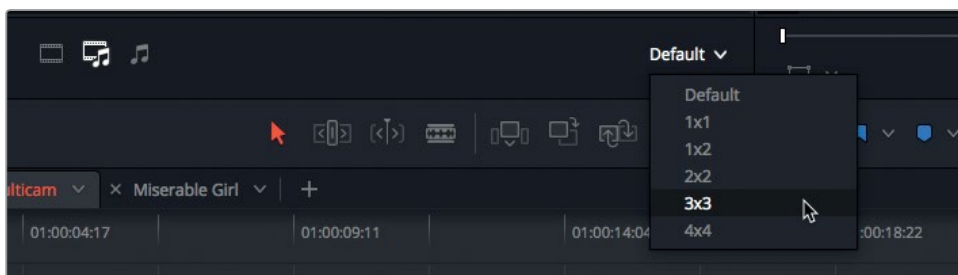 Default
Default
1x1
1x2
2x2
3x3
4x4
ulticam × Miserable Girl +
01:00:04:17 01:00:09:11 01:00:14:04 :00:18:22